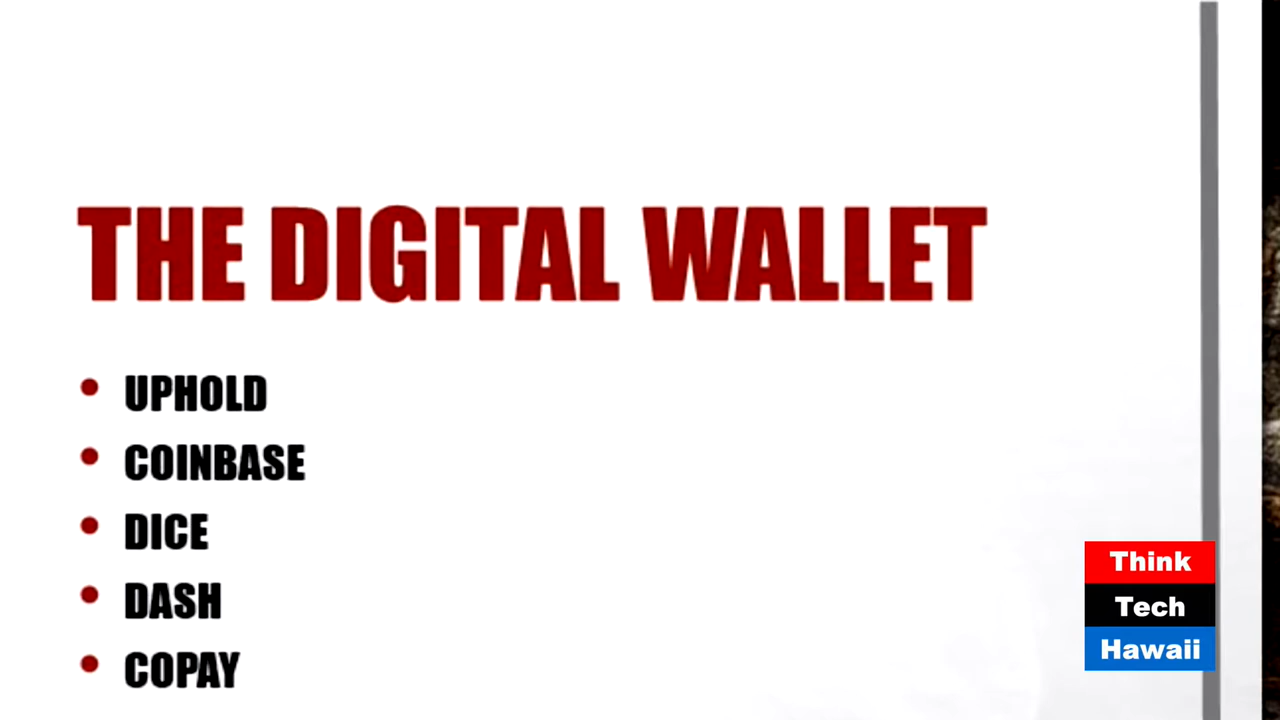 THE DIGITAL WALLET
• UPHOLD
• COINBASE
• DICE
• DASH
• COPAY
Think
Tech
Hawaii